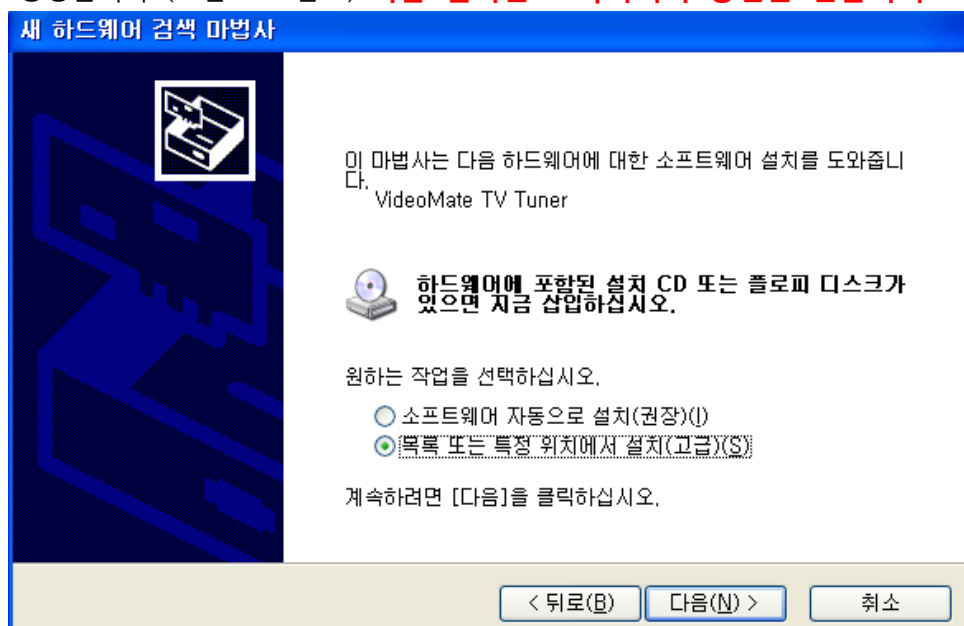 새 하드웨어 검색 마법사
이 마법사는 다음 하드웨어에 대한 소프트웨어 설치를 도와줍니
다.
VideoMate TV Tuner
하드웨어에 포함된 설치 CD 또는 플로피 디스크가
있으면 지금 삽입하십시오.
원하는 작업을 선택하십시오.
소프트웨어 자동으로 설치(권장)(I)
목록 또는 특정 위치에서 설치(고급)(S)
계속하려면 [다음]을 클릭하십시오.
< 뒤로(B) 다음(N) > 취소